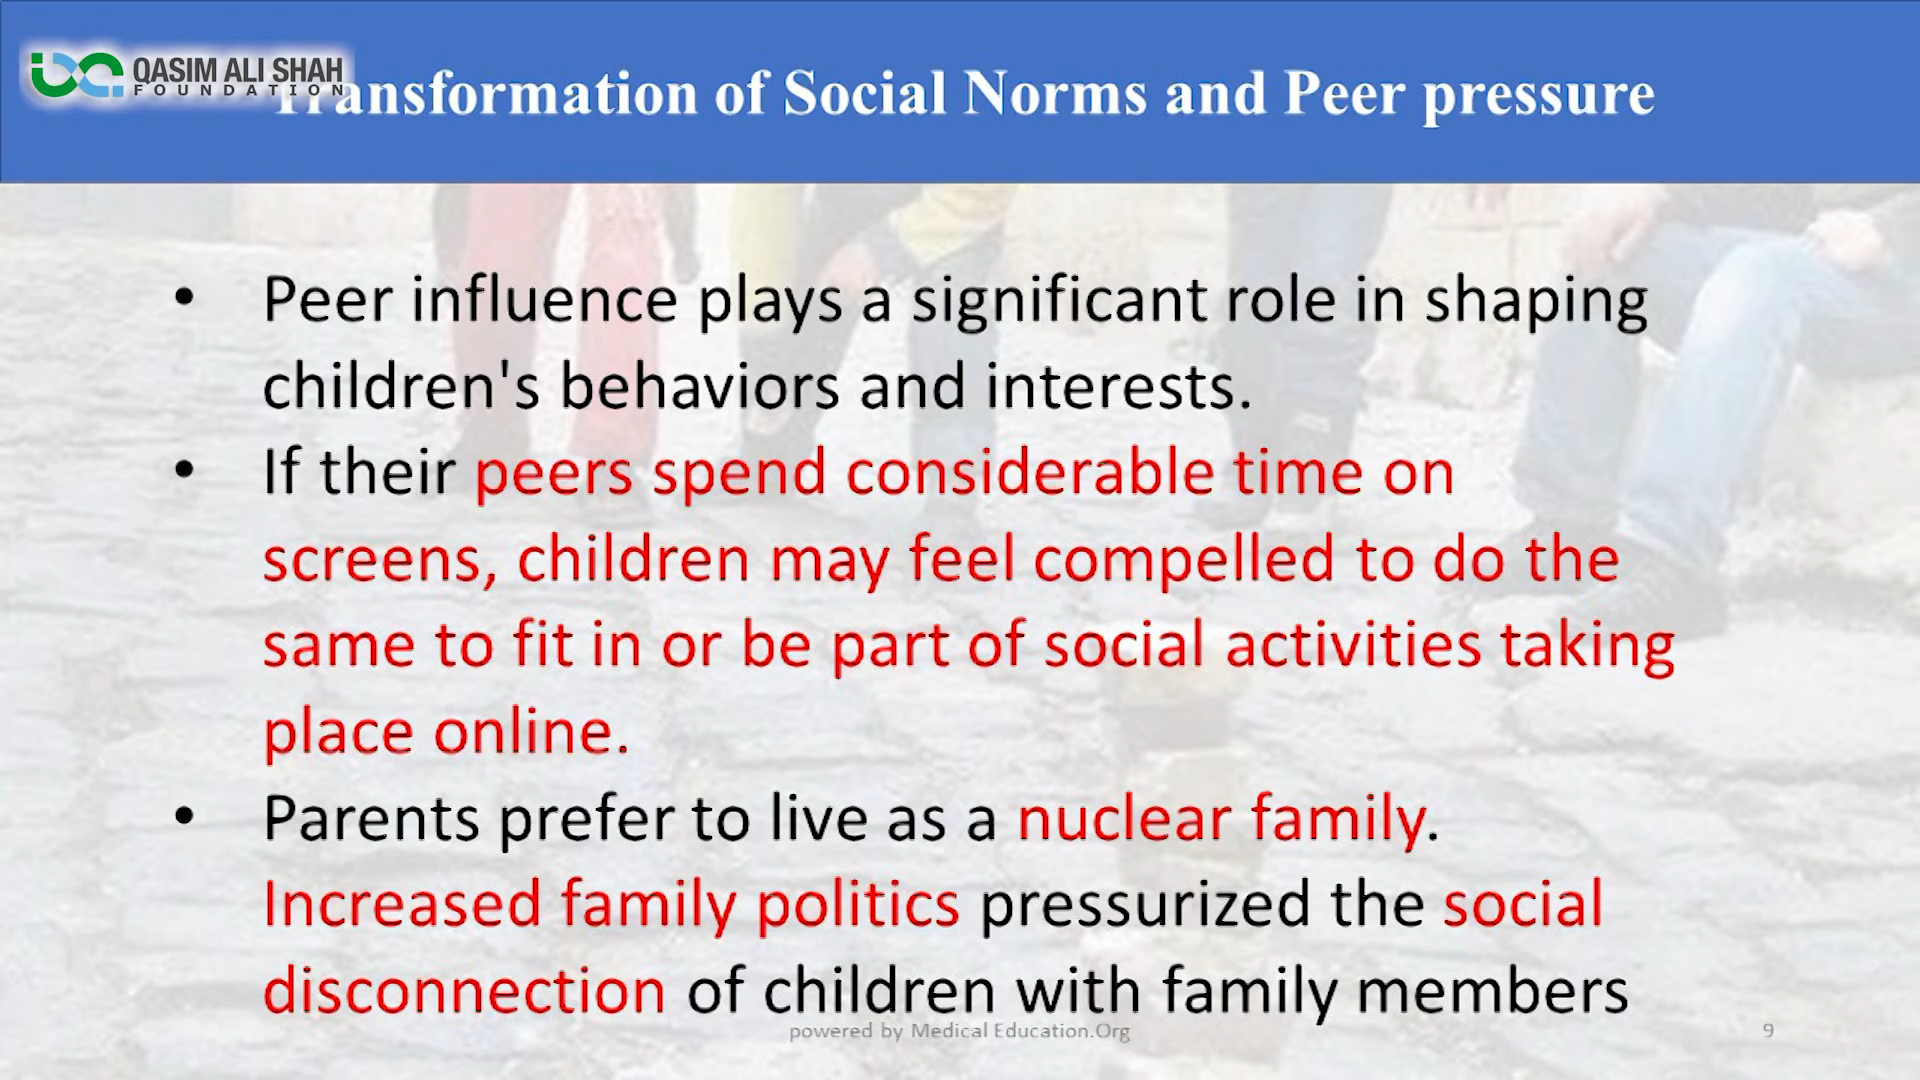 QASIM ALI SHAH
FOUNDATION
Transformation of Social Norms and Peer pressure
• Peer influence plays a significant role in shaping
children's behaviors and interests.
• If their peers spend considerable time on
screens, children may feel compelled to do the
same to fit in or be part of social activities taking
place online.
• Parents prefer to live as a nuclear family.
Increased family politics pressurized the social
disconnection of children with family members
powered by Medical Education.Org
9